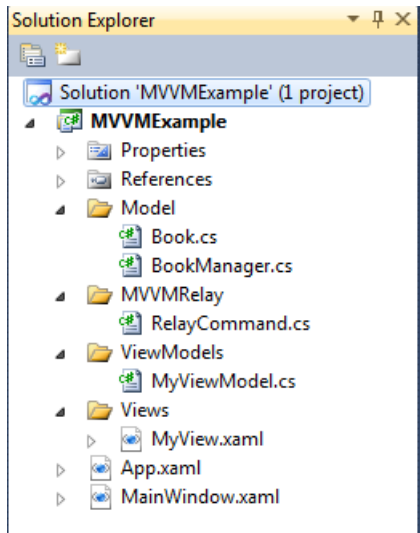 Solution Explorer
Solution 'MVVMExample' (1 project)
MVVMExample
Properties
References
Model
Book.cs
BookManager.cs
MVVMRelay
RelayCommand.cs
ViewModels
MyViewModel.cs
Views
MyView.xaml
App.xaml
MainWindow.xaml